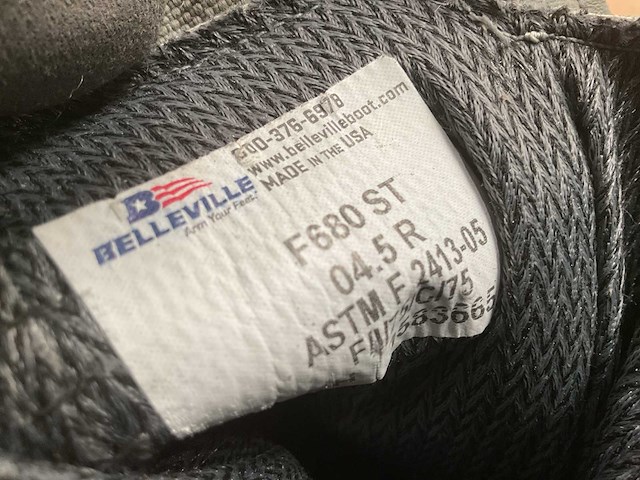 BELLEVILLE
Arm Your Feet
800-376-6978
www.bellevilleboot.com
MADE IN THE USA
F680 ST
04.5 R
ASTM F 2413-05
C/75